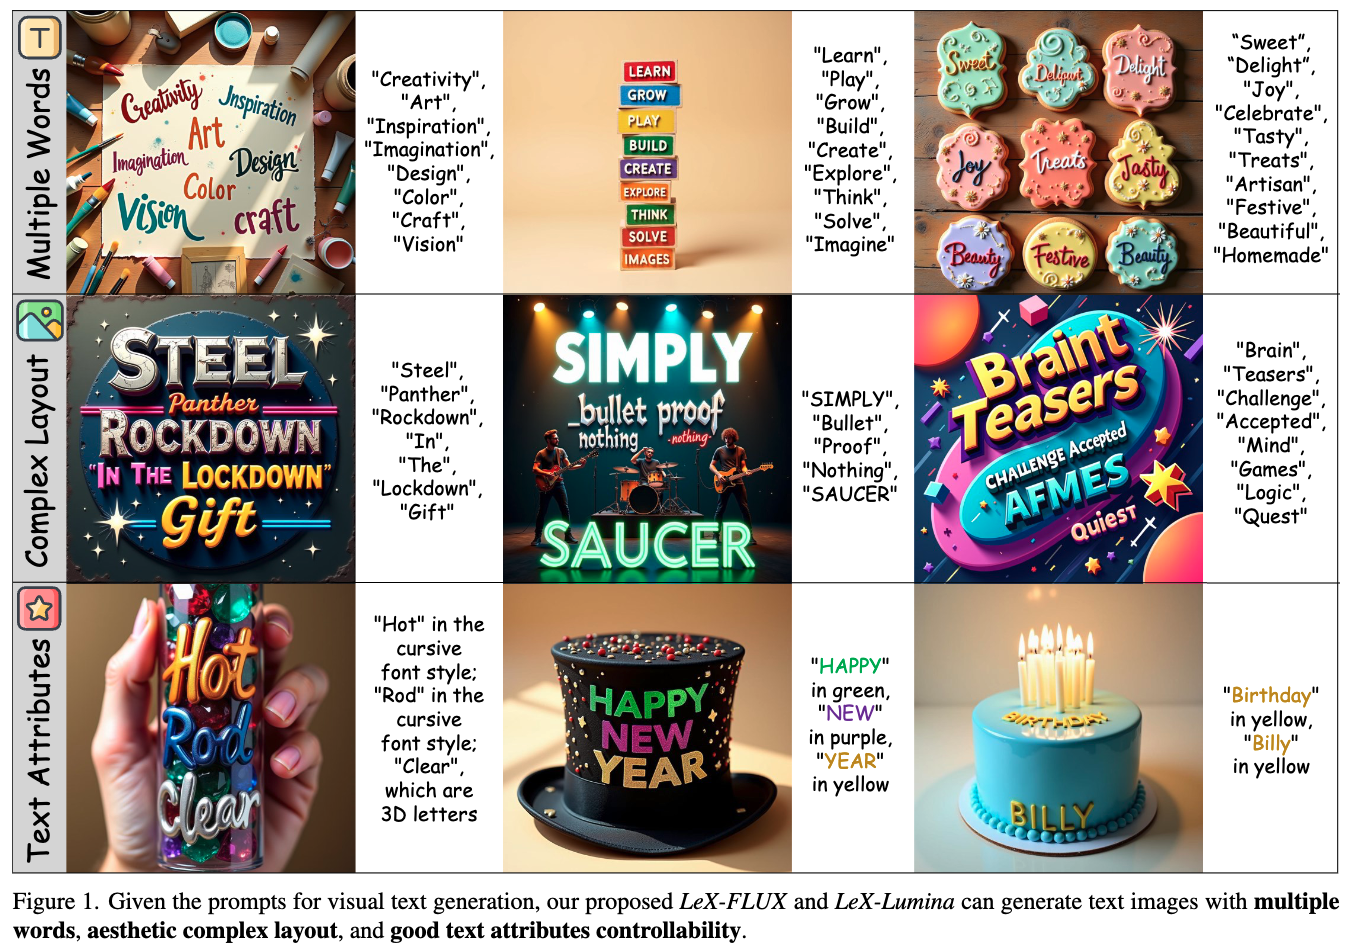 Multiple Words
Creativity
Inspiration
Art
Imagination
Design
Color
Vision
craft
"Creativity",
"Art",
"Inspiration",
"Imagination",
"Design",
"Color",
"Craft",
"Vision"
LEARN
GROW
PLAY
BUILD
CREATE
EXPLORE
THINK
SOLVE
IMAGES
"Learn",
"Play",
"Grow",
"Build",
"Create",
"Explore",
"Think",
"Solve",
"Imagine"
Sweet
Delight
Joy
Treats
Tasty
Beauty
Festive
Beauty
“Sweet”,
“Delight”,
"Joy",
"Celebrate",
"Tasty",
"Treats",
"Artisan",
"Festive",
"Beautiful",
"Homemade"
Complex Layout
STEEL
Panther
ROCKDOWN
"IN THE LOCKDOWN"
Gift
"Steel",
"Panther",
"Rockdown",
"In",
"The",
"Lockdown",
"Gift"
SIMPLY
_bullet proof
nothing -nothing-
SAUCER
"SIMPLY",
"Bullet",
"Proof",
"Nothing",
"SAUCER"
Braint
Teasers
CHALLENGE Accepted
AFMES
QuiesT
"Brain",
"Teasers",
"Challenge",
"Accepted",
"Mind",
"Games",
"Logic",
"Quest"
Text Attributes
Hot
Rod
Clear
"Hot" in the
cursive
font style;
"Rod" in the
cursive
font style;
"Clear",
which are
3D letters
HAPPY
NEW
YEAR
"HAPPY"
in green,
"NEW"
in purple,
"YEAR"
in yellow
BIRTHDAY
BILLY
"Birthday"
in yellow,
"Billy"
in yellow
Figure 1. Given the prompts for visual text generation, our proposed LeX-FLUX and LeX-Lumina can generate text images with multiple
words, aesthetic complex layout, and good text attributes controllability.